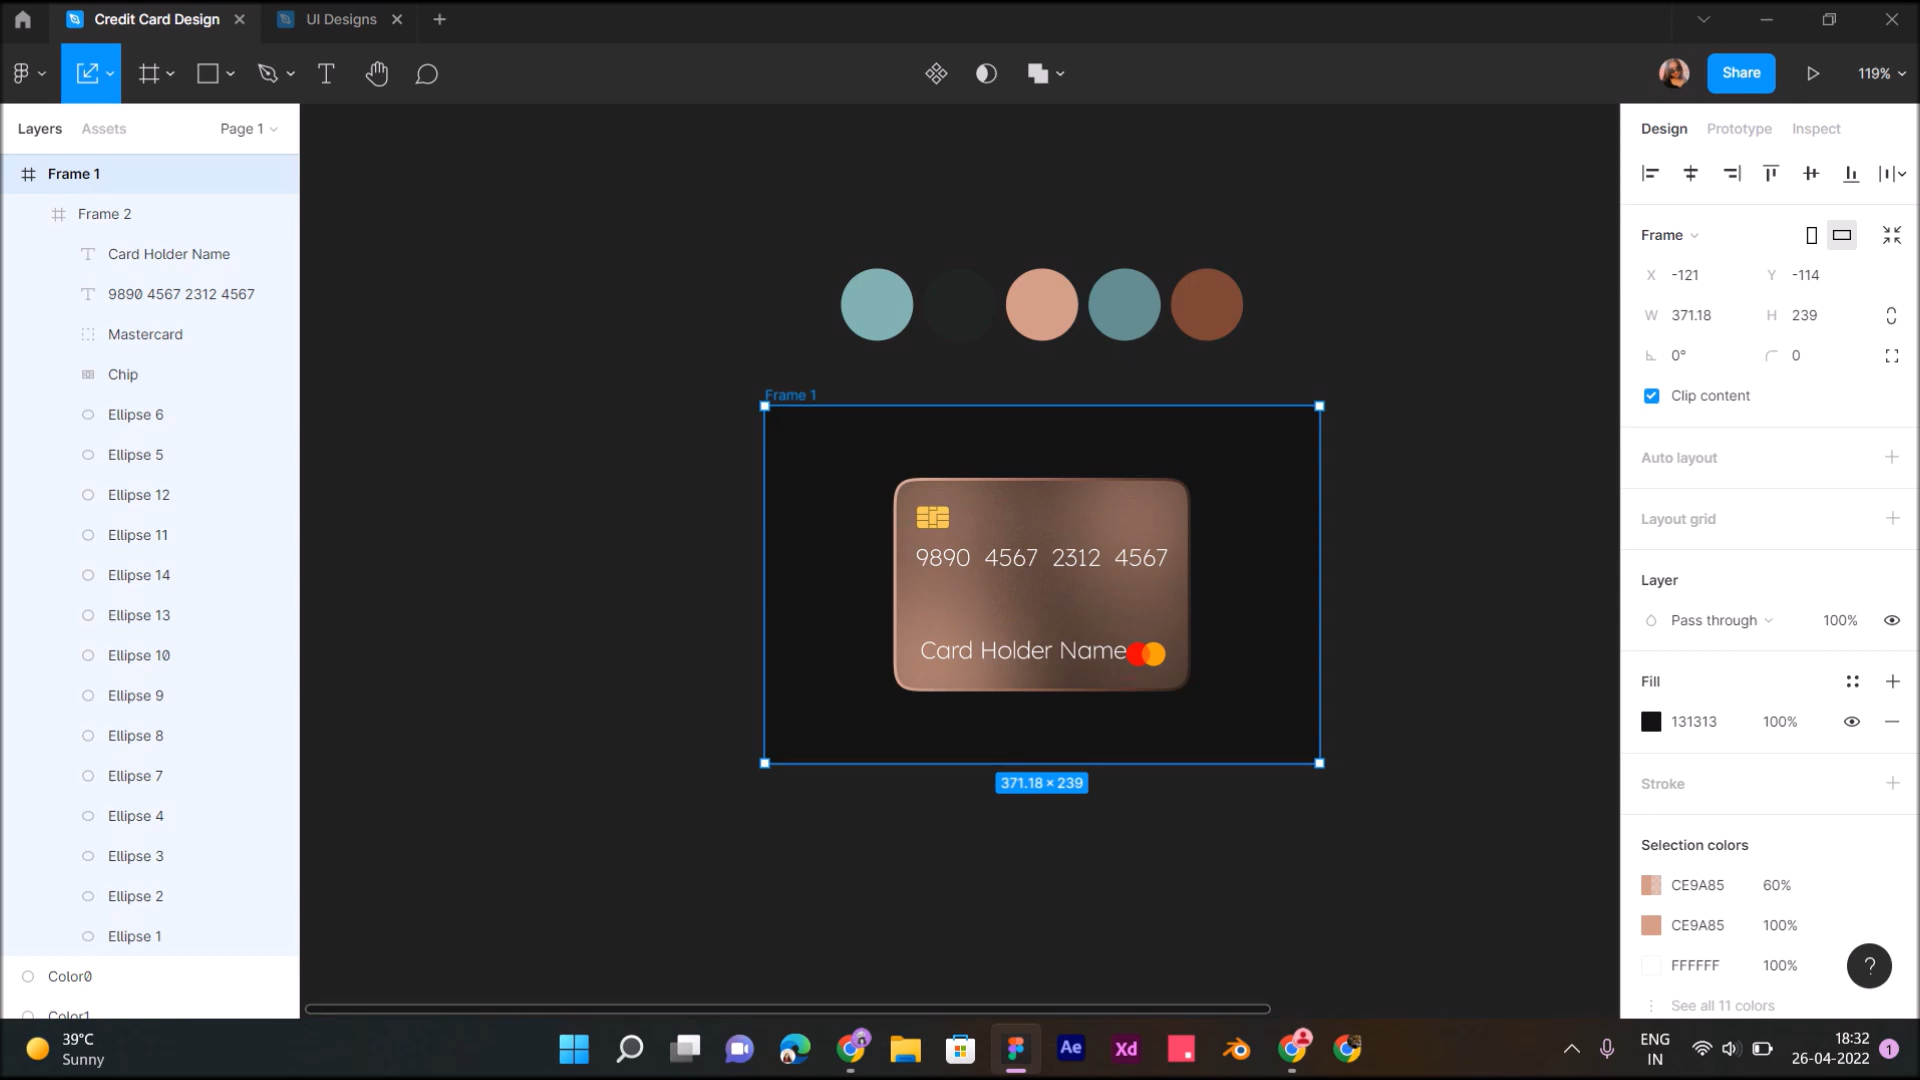 Credit Card Design
UI Designs
Share
119%
Layers
Assets
Page 1
Frame 1
Frame 2
Card Holder Name
9890 4567 2312 4567
Mastercard
Chip
Ellipse 6
Ellipse 5
Ellipse 12
Ellipse 11
Ellipse 14
Ellipse 13
Ellipse 10
Ellipse 9
Ellipse 8
Ellipse 7
Ellipse 4
Ellipse 3
Ellipse 2
Ellipse 1
Color0
Color1
Frame 1
9890 4567 2312 4567
Card Holder Name
371.18 × 239
Design
Prototype
Inspect
Frame
X -121
Y -114
W 371.18
H 239
0°
0
Clip content
Auto layout
Layout grid
Layer
Pass through
100%
Fill
131313
100%
Stroke
Selection colors
CE9A85
60%
CE9A85
100%
FFFFFF
100%
See all 11 colors
?
39°C
Sunny
Ae
Xd
ENG
IN
18:32
26-04-2022
1